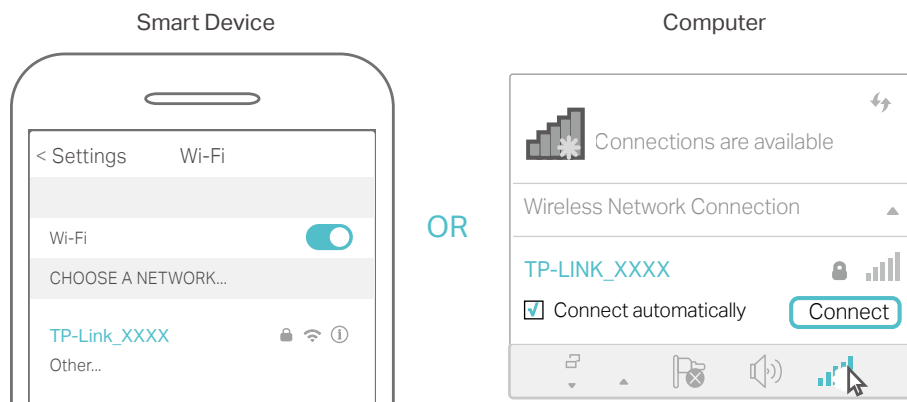 Smart Device
< Settings Wi-Fi
Wi-Fi
CHOOSE A NETWORK...
TP-Link_XXXX
Other...
OR
Computer
Connections are available
Wireless Network Connection
TP-LINK_XXXX
Connect automatically Connect